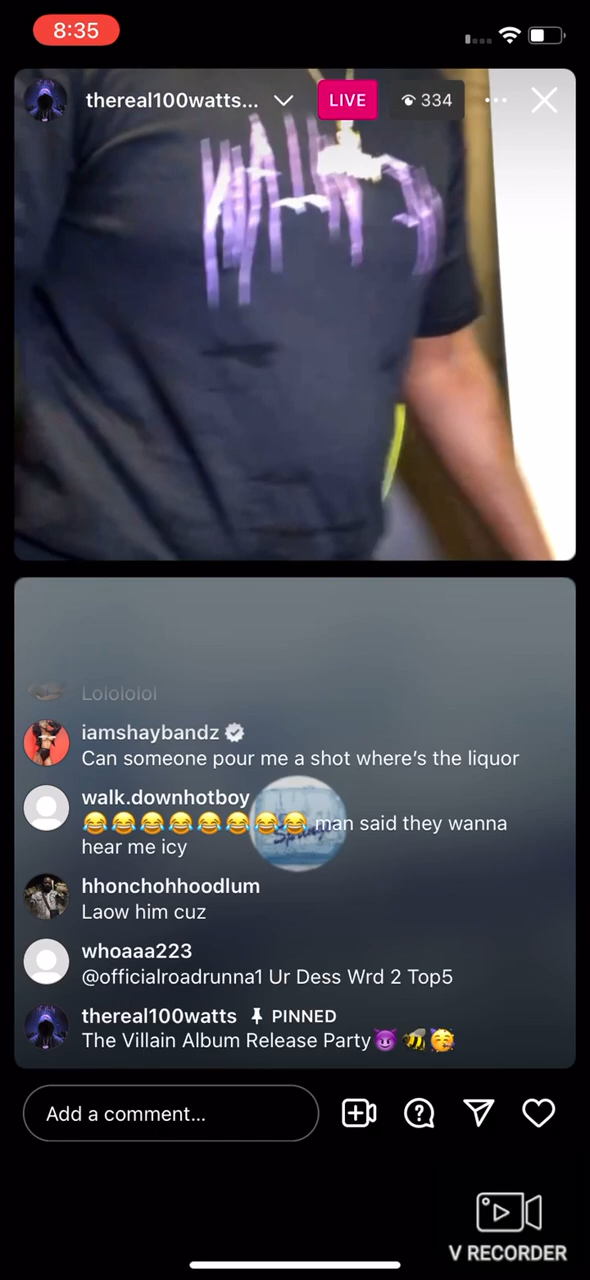 8:35
thereal100watts...
LIVE
334
Lolololol
iamshaybandz
Can someone pour me a shot where's the liquor
walk.downhotboy
😂😂😂😂😂😂😂😂 man said they wanna
hear me icy
hhonchohhoodlum
Laow him cuz
whoaaa223
@officialroadrunna1 Ur Dess Wrd 2 Top5
thereal100watts PINNED
The Villain Album Release Party😈 🐝🥳
Add a comment...
V RECORDER